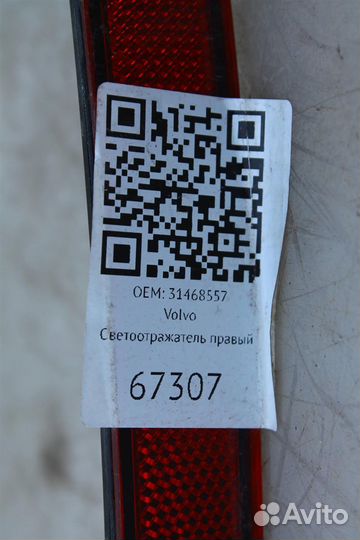 OEM: 31468557
Volvo
Светоотражатель правый
67307
Avito